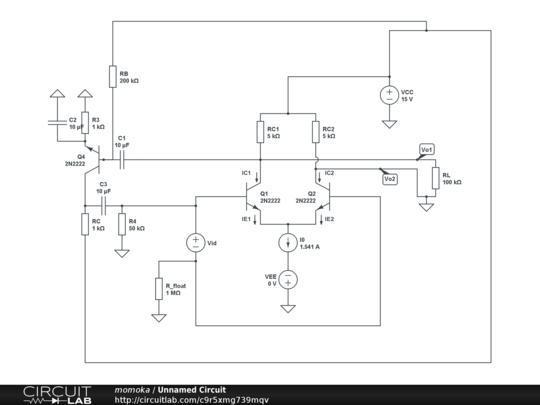 RB
200 kΩ
C2
10 µF
R3
1 kΩ
VCC
15 V
C1
10 µF
RC1
5 kΩ
RC2
5 kΩ
Q4
2N2222
Vo1
IC1
IC2
Vo2
RL
100 kΩ
C3
10 µF
Q1
2N2222
Q2
2N2222
RC
1 kΩ
R4
50 kΩ
IE1
IE2
Vid
I0
1.541 A
VEE
0 V
R_float
1 MΩ
CIRCUIT
LAB
momoka / Unnamed Circuit
http://circuitlab.com/c9r5xmg739mqv